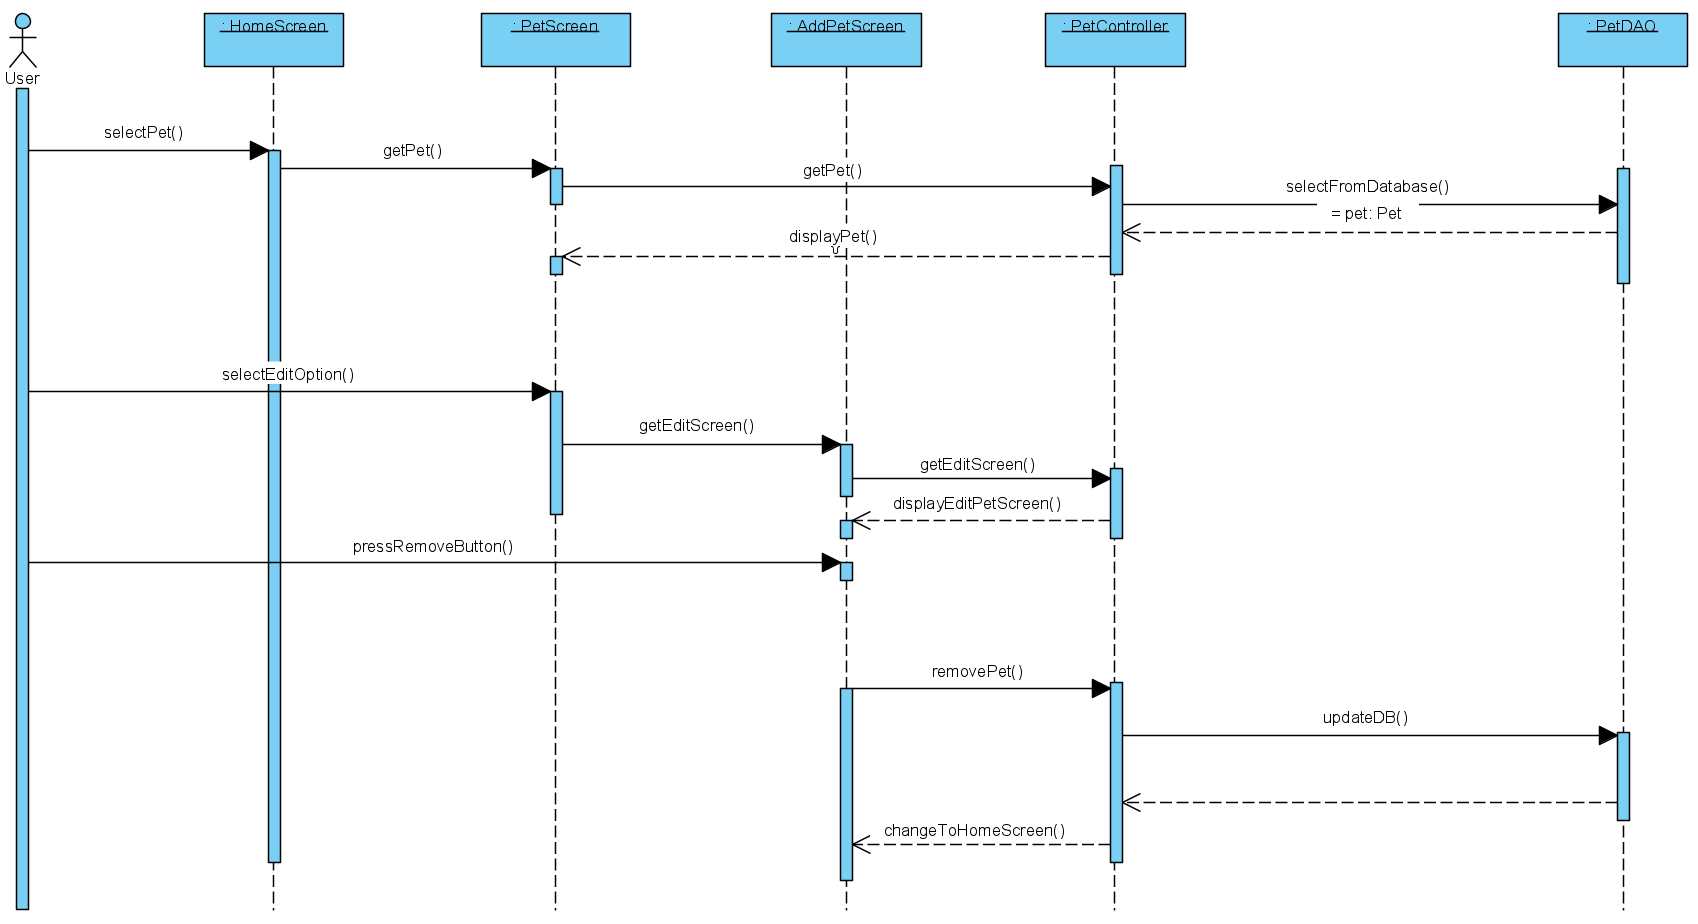 : HomeScreen
: PetScreen
: AddPetScreen
: PetController
: PetDAO
User
selectPet()
getPet()
getPet()
selectFromDatabase()
= pet: Pet
displayPet()
selectEditOption()
getEditScreen()
getEditScreen()
displayEditPetScreen()
pressRemoveButton()
removePet()
updateDB()
changeToHomeScreen()